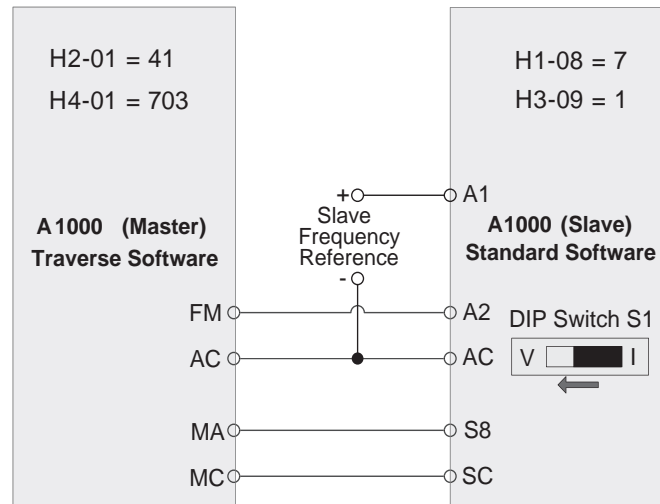 H2-01 = 41
H4-01 = 703
A1000 (Master)
Traverse Software
FM
AC
MA
MC
+
Slave
Frequency
Reference
-
H1-08 = 7
H3-09 = 1
A1
A1000 (Slave)
Standard Software
A2
DIP Switch S1
AC
V I
S8
SC